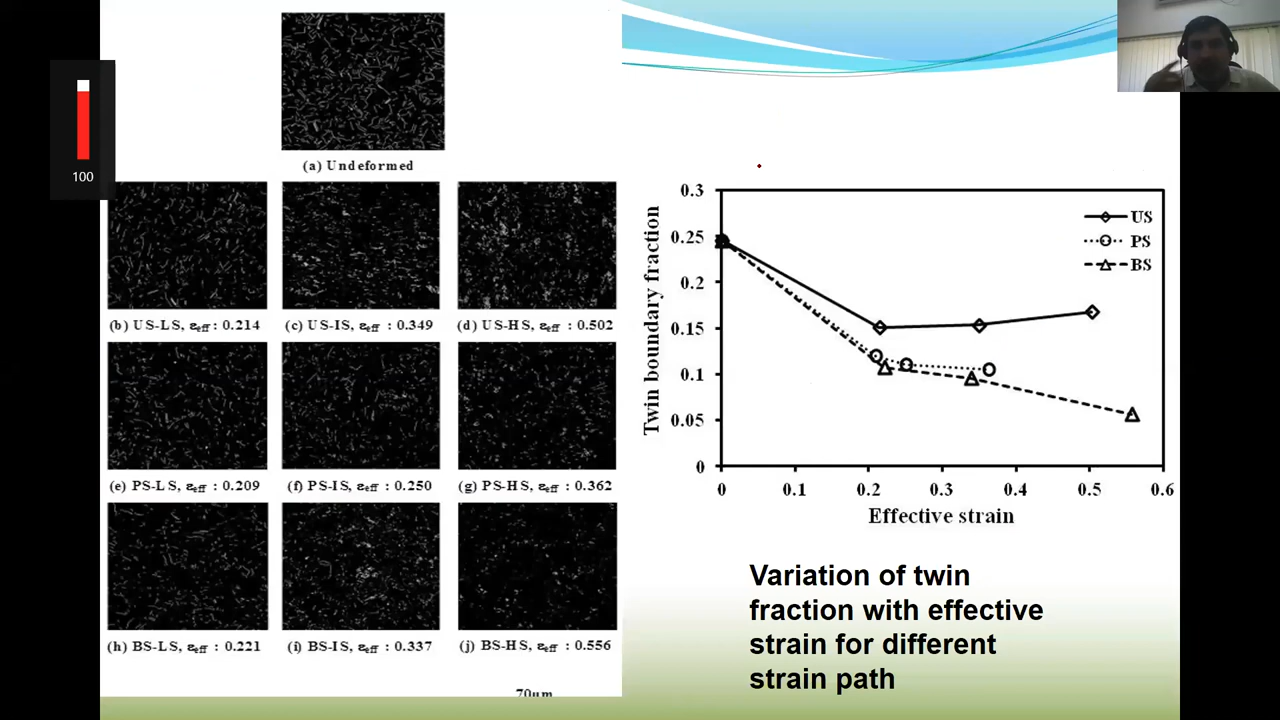 100
(a) Undeformed
(b) US-LS, εeff : 0.214
(c) US-IS, εeff : 0.349
(d) US-HS, εeff : 0.502
(e) PS-LS, εeff : 0.209
(f) PS-IS, εeff : 0.250
(g) PS-HS, εeff : 0.362
(h) BS-LS, εeff : 0.221
(i) BS-IS, εeff : 0.337
(j) BS-HS, εeff : 0.556
70µm
Twin boundary fraction
0.3
0.25
0.2
0.15
0.1
0.05
0
US
PS
BS
0 0.1 0.2 0.3 0.4 0.5 0.6
Effective strain
Variation of twin
fraction with effective
strain for different
strain path